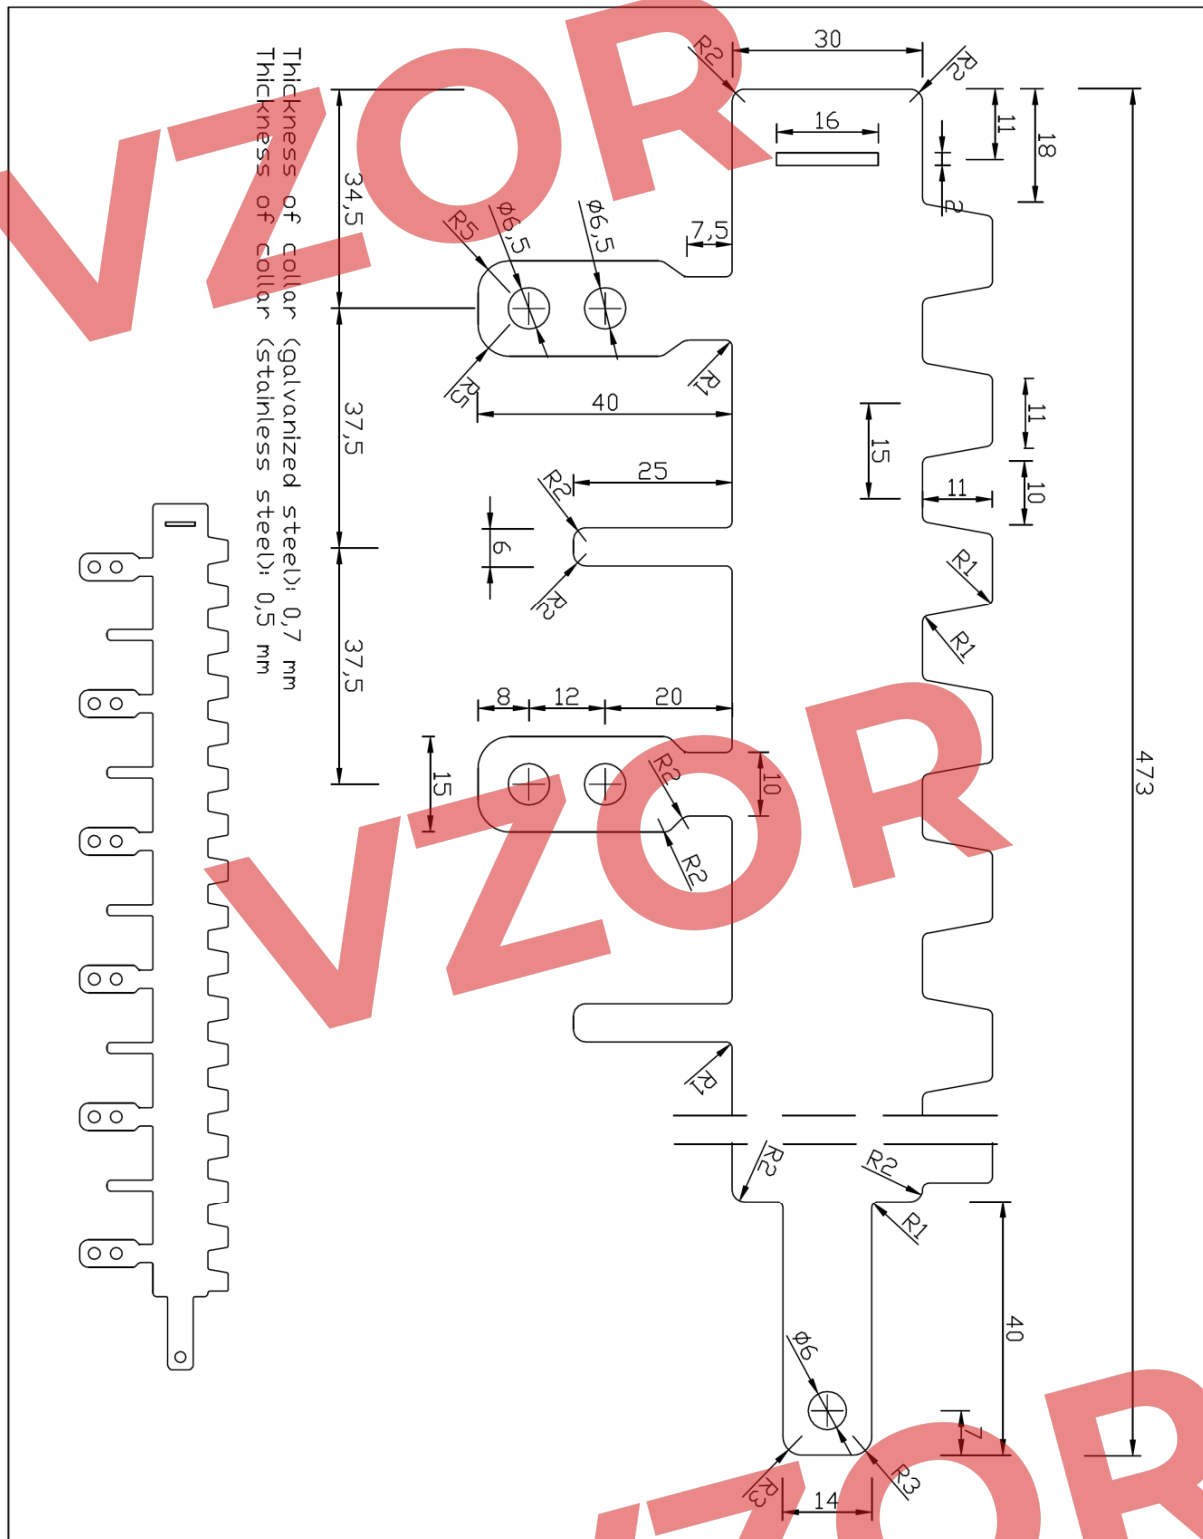 Thickness of collar (galvanized steel): 0,7 mm
Thickness of collar (stainless steel): 0,5 mm
VZOR
VZOR
VZOR
30
R2
R2
11
18
16
2
34,5
R5
Ø6,5
Ø6,5
7,5
R5
R1
40
11
15
37,5
25
R2
11
10
6
R2
R1
R1
37,5
8
12
20
473
15
R2
10
R2
R1
R2
R2
R1
40
Ø6
7
R3
R3
14